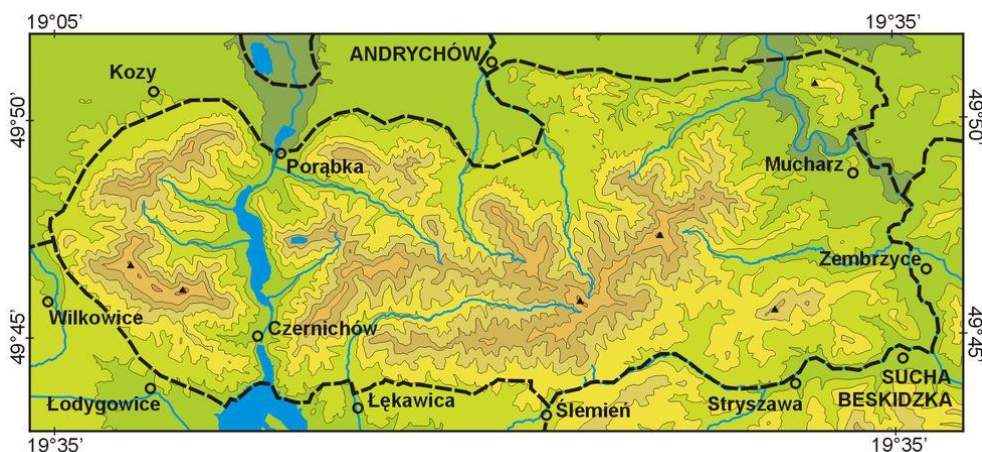 19°05’
19°35’
Kozy
ANDRYCHÓW
49°50’
49°50’
Porąbka
Mucharz
Zembrzyce
Wilkowice
49°45’
Czernichów
49°45’
Łodygowice
Łękawica
Ślemień
Stryszawa
SUCHA
BESKIDZKA
19°35’
19°35’